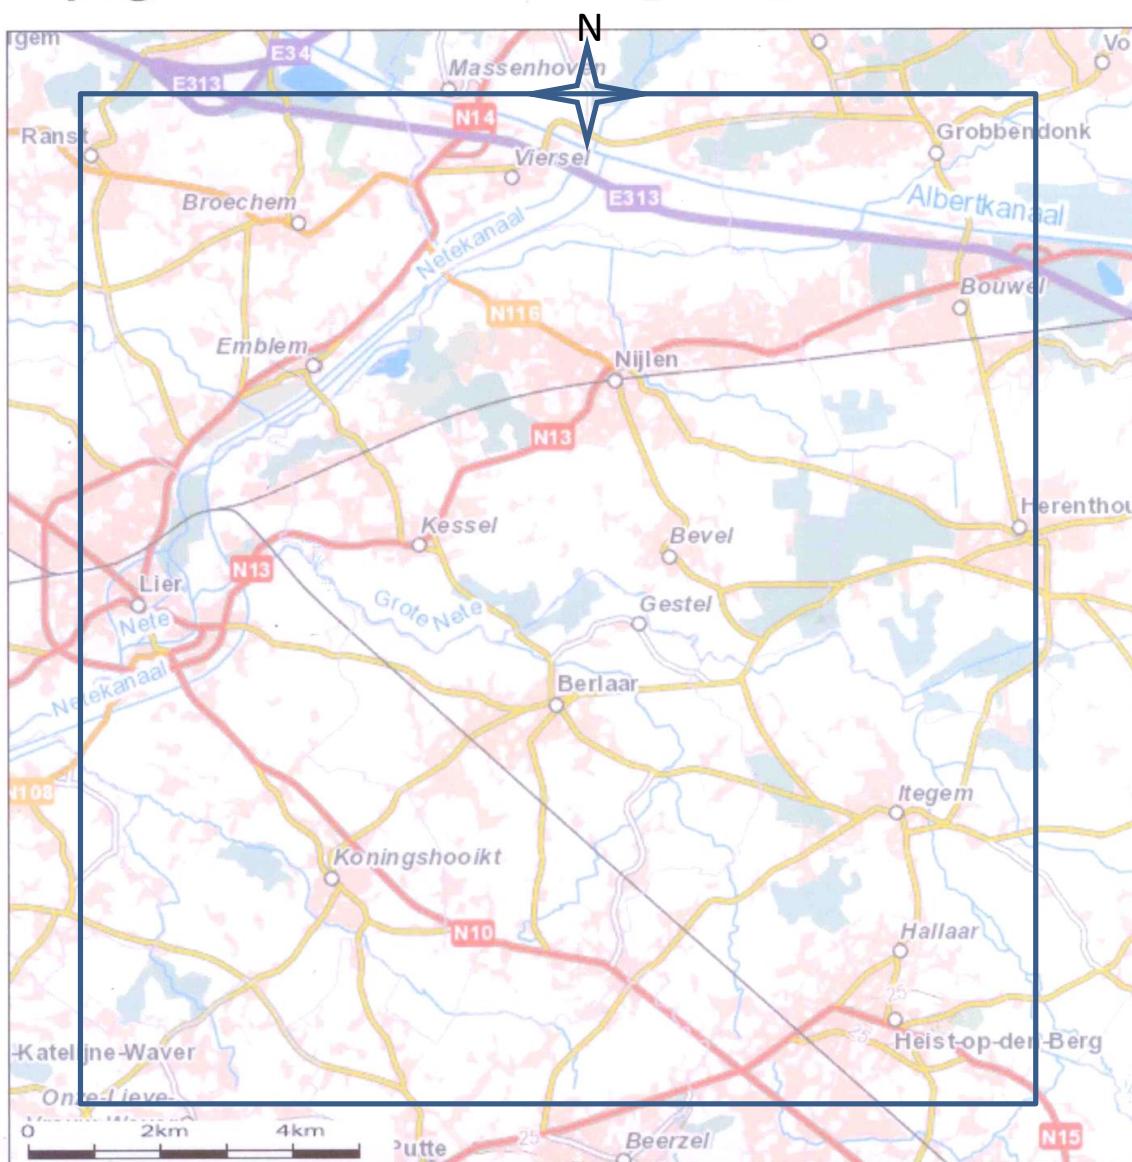 N
E34
Massenhoven
E313
N14
Ranst
Grobbendonk
Viersel
Broechem
E313
Albertkanaal
Netekanaal
Bouwel
N116
Emblem
Nijlen
N13
Kessel
Herenthou
Bevel
N13
Lier
Gestel
Grote Nete
Nete
Berlaar
Netekanaal
N108
Itegem
Koningshooikt
Hallaar
N10
25
25
Heist-op-den-Berg
-Katelijne-Waver
Onze-Lieve-
0 2km 4km
25
Putte
Beerzel
N15